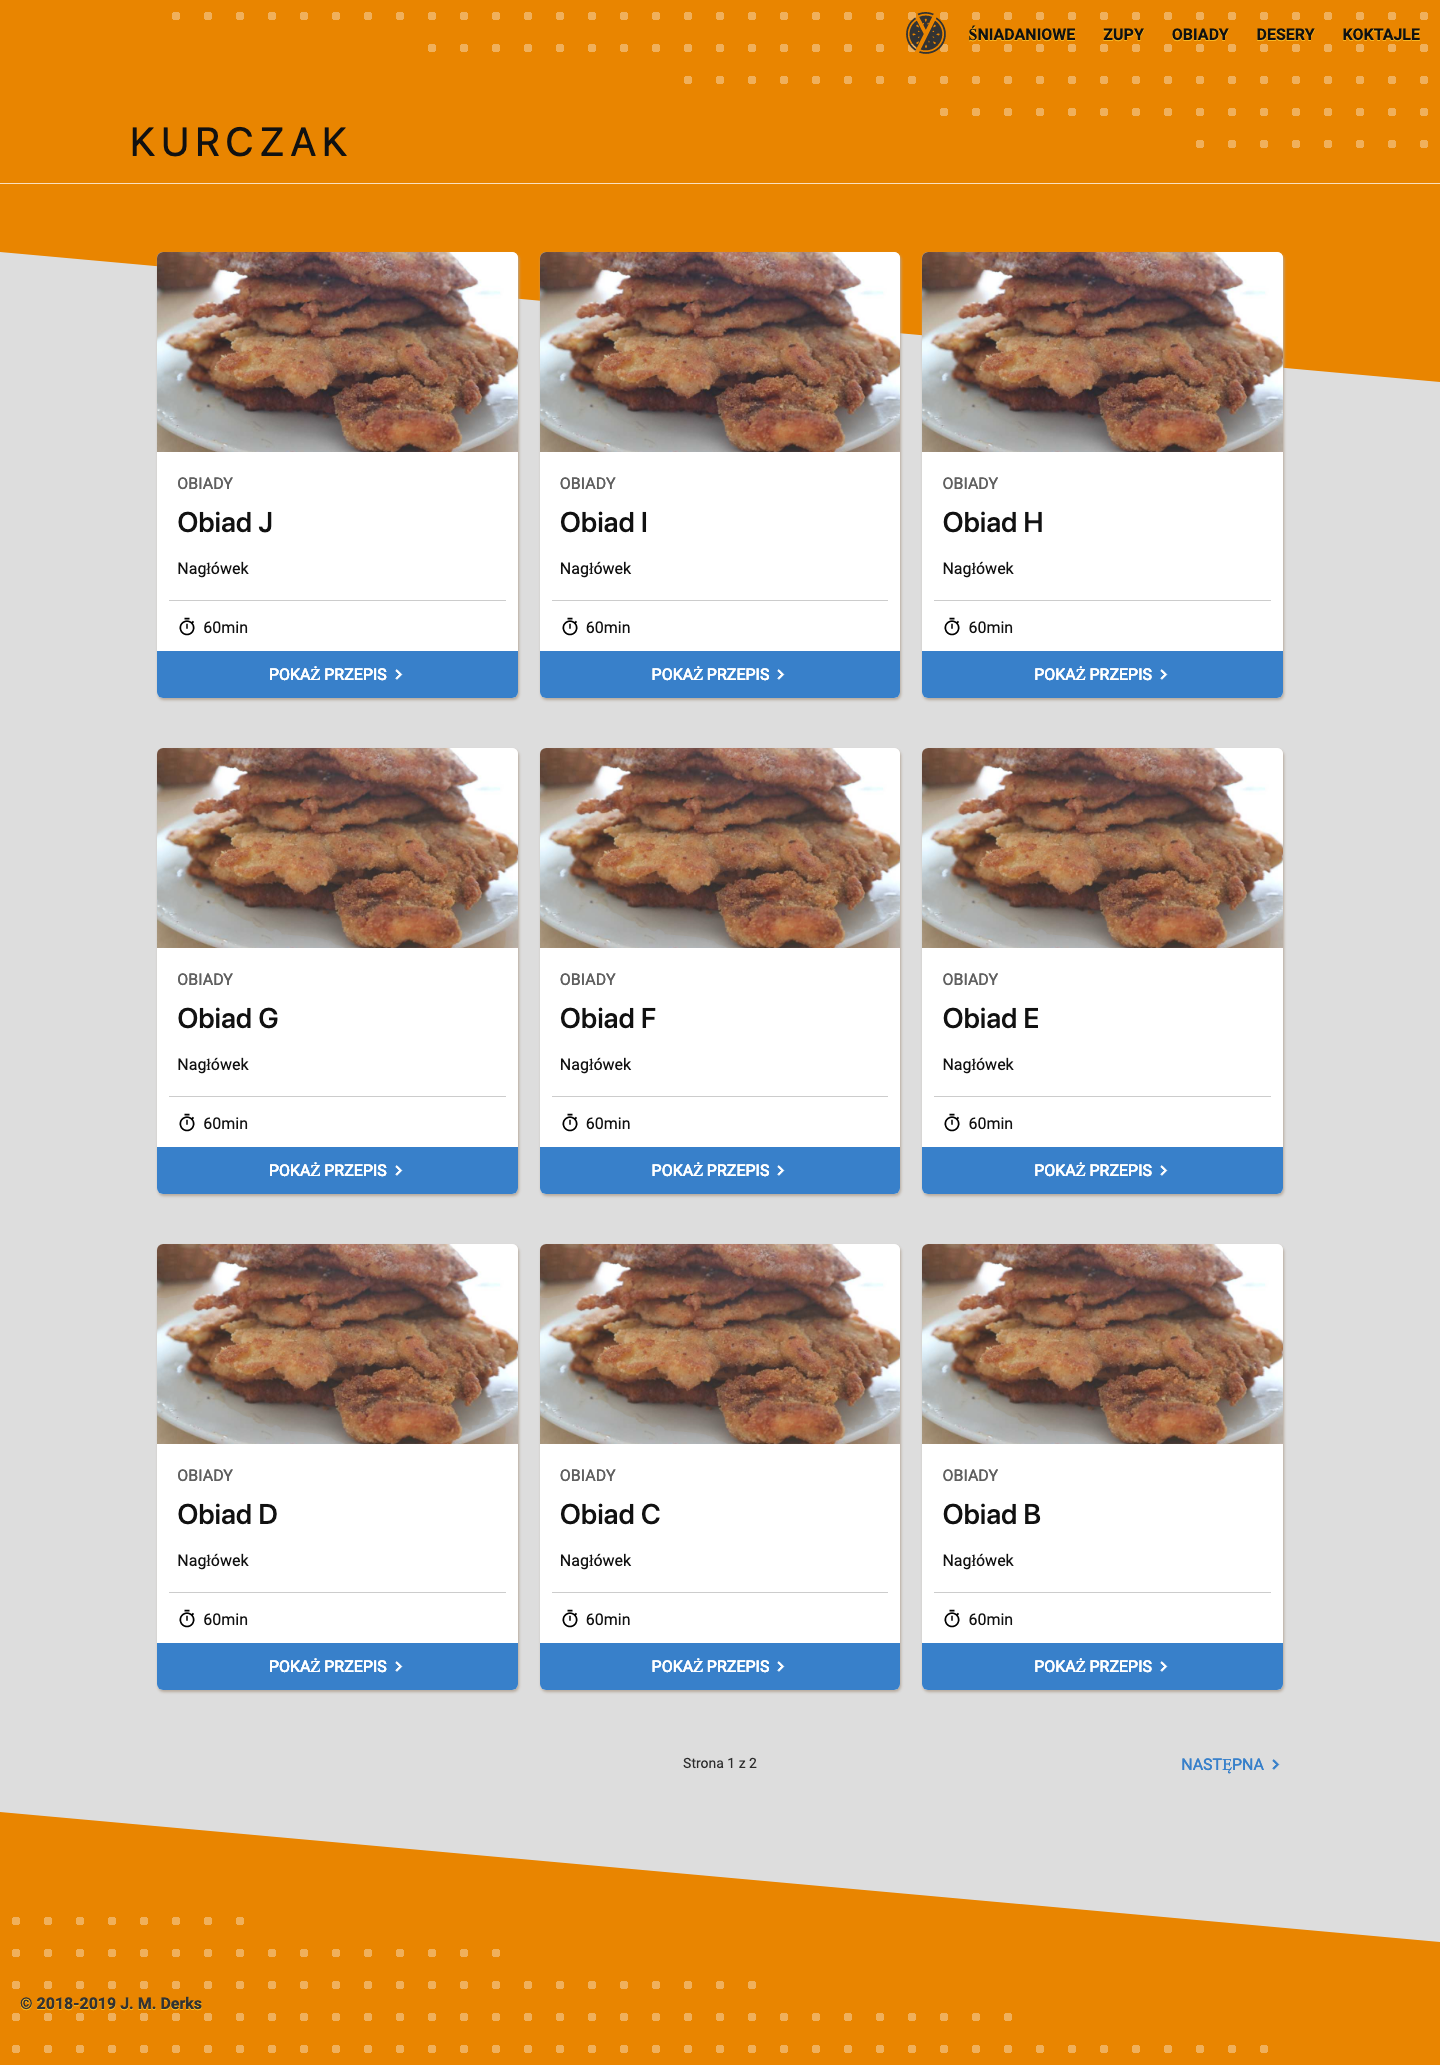 ŚNIADANIOWE ZUPY OBIADY DESERY KOKTAJLE
KURCZAK
OBIADY
Obiad J
Nagłówek
60min
POKAŻ PRZEPIS
OBIADY
Obiad I
Nagłówek
60min
POKAŻ PRZEPIS
OBIADY
Obiad H
Nagłówek
60min
POKAŻ PRZEPIS
OBIADY
Obiad G
Nagłówek
60min
POKAŻ PRZEPIS
OBIADY
Obiad F
Nagłówek
60min
POKAŻ PRZEPIS
OBIADY
Obiad E
Nagłówek
60min
POKAŻ PRZEPIS
OBIADY
Obiad D
Nagłówek
60min
POKAŻ PRZEPIS
OBIADY
Obiad C
Nagłówek
60min
POKAŻ PRZEPIS
OBIADY
Obiad B
Nagłówek
60min
POKAŻ PRZEPIS
Strona 1 z 2
NASTĘPNA
© 2018-2019 J. M. Derks